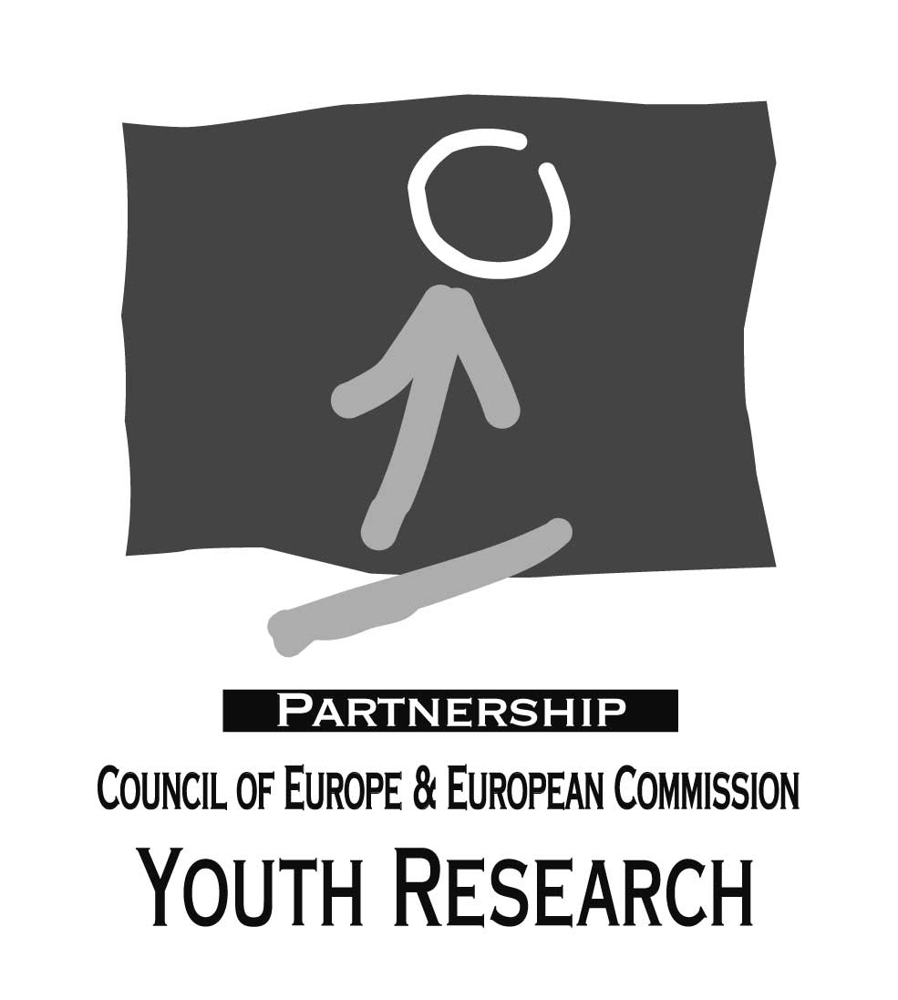 PARTNERSHIP
COUNCIL OF EUROPE & EUROPEAN COMMISSION
YOUTH RESEARCH